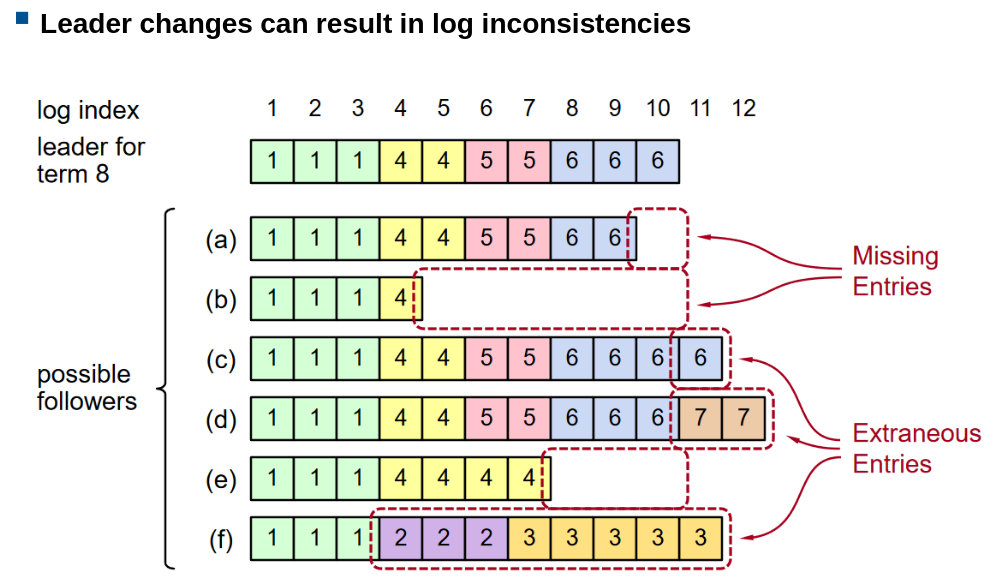 Leader changes can result in log inconsistencies
log index 1 2 3 4 5 6 7 8 9 10 11 12
leader for
term 8
1 1 1 4 4 5 5 6 6 6
possible
followers
(a) 1 1 1 4 4 5 5 6 6
(b) 1 1 1 4
(c) 1 1 1 4 4 5 5 6 6 6 6
(d) 1 1 1 4 4 5 5 6 6 6 7 7
(e) 1 1 1 4 4 4 4
(f) 1 1 1 2 2 2 3 3 3 3 3
Missing
Entries
Extraneous
Entries